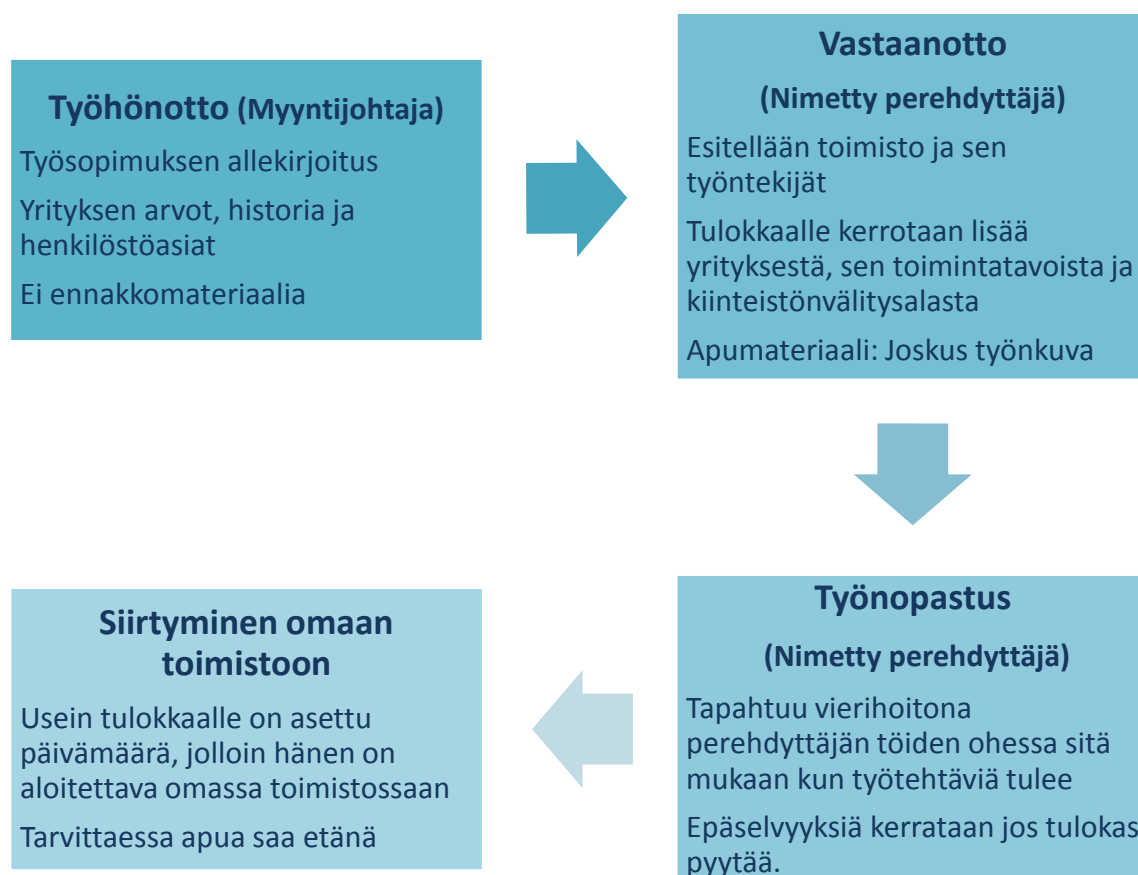 Työhönotto (Myyntijohtaja)
Työsopimuksen allekirjoitus
Yrityksen arvot, historia ja
henkilöstöasiat
Ei ennakkomateriaalia
Vastaanotto
(Nimetty perehdyttäjä)
Esitellään toimisto ja sen
työntekijät
Tulokkaalle kerrotaan lisää
yrityksestä, sen toimintatavoista ja
kiinteistönvälitysalasta
Apumateriaali: Joskus työnkuva
Työnopastus
(Nimetty perehdyttäjä)
Tapahtuu vierihoitona
perehdyttäjän töiden ohessa sitä
mukaan kun työtehtäviä tulee
Epäselvyyksiä kerrataan jos tulokas
pyytää.
Siirtyminen omaan
toimistoon
Usein tulokkaalle on asettu
päivämäärä, jolloin hänen on
aloitettava omassa toimistossaan
Tarvittaessa apua saa etänä